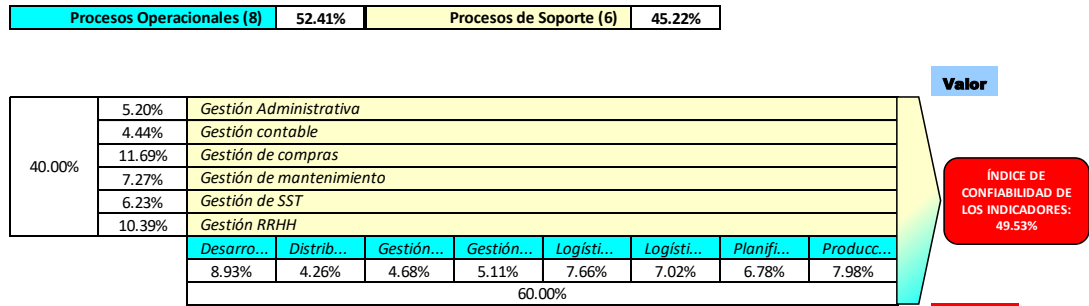 Procesos Operacionales (8) 52.41% Procesos de Soporte (6) 45.22%
Valor
5.20% Gestión Administrativa
4.44% Gestión contable
11.69% Gestión de compras
40.00%
7.27% Gestión de mantenimiento
6.23% Gestión de SST
10.39% Gestión RRHH
ÍNDICE DE
CONFIABILIDAD DE
LOS INDICADORES:
49.53%
Desarro... Distrib... Gestión... Gestión... Logísti... Logísti... Planifi... Producc...
8.93% 4.26% 4.68% 5.11% 7.66% 7.02% 6.78% 7.98%
60.00%